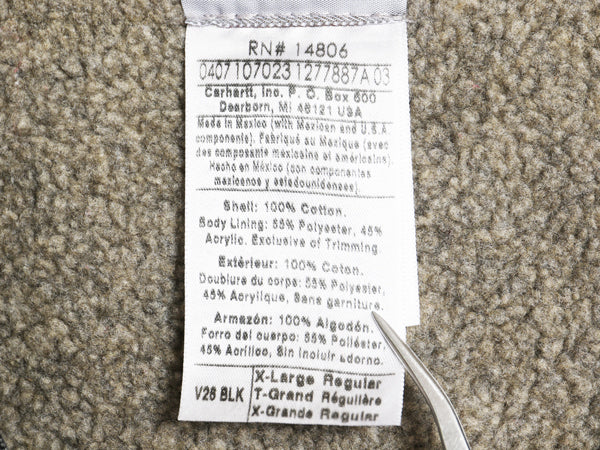 RN# 14806
0407107023 1277887A 03
Carhartt, Inc. P. O. Box 600
Dearborn, MI 48121 USA
Made in Mexico (with Mexican and U.S.A.
components). Fabriqué au Mexique (avec
des composants mexicains et américains).
Hecho en México (con componentes
mexicanos y estadounidenses).
Shell: 100% Cotton.
Body Lining: 55% Polyester, 45%
Acrylic. Exclusive of Trimming.
Extérieur: 100% Coton.
Doublure du corps: 55% Polyester,
45% Acrylique, Sans garniture.
Armazón: 100% Algodón.
Forro del cuerpo: 55% Poliéster,
45% Acrílico, Sin incluir adorno.
V26 BLK
X-Large Regular
T-Grand Régulière
X-Grande Regular